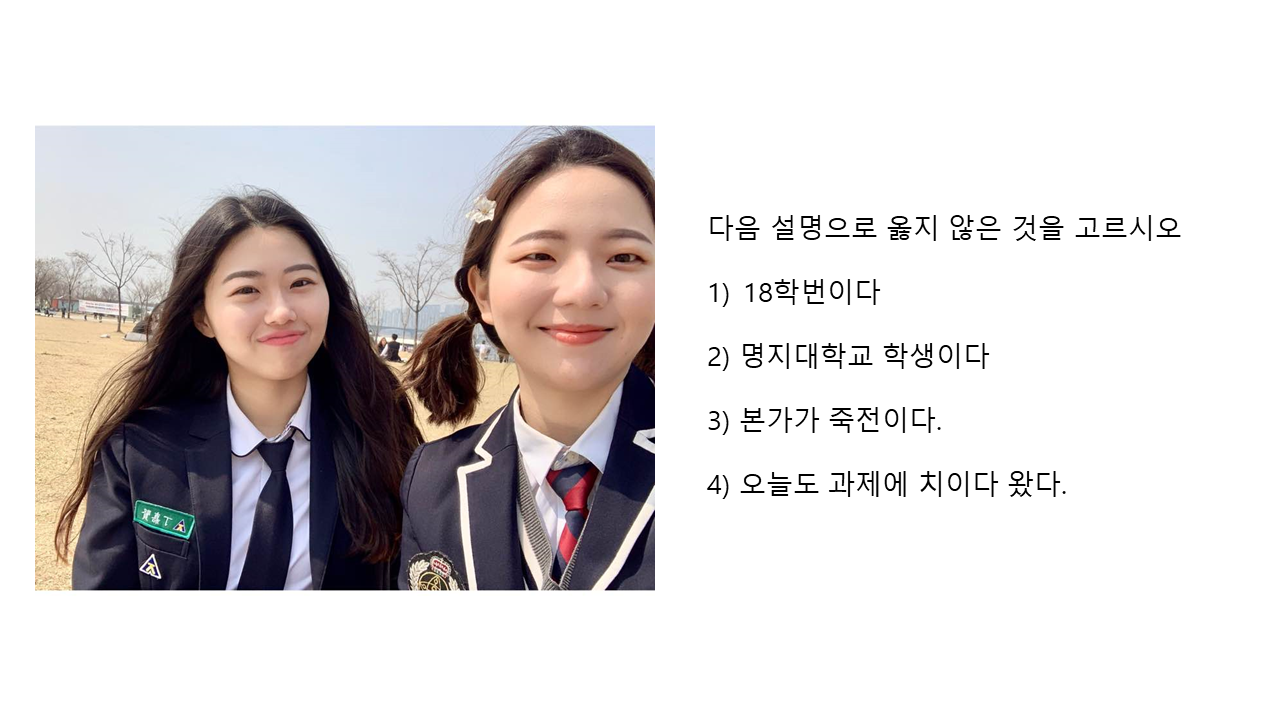 다음 설명으로 옳지 않은 것을 고르시오
1) 18학번이다
2) 명지대학교 학생이다
3) 본가가 죽전이다.
4) 오늘도 과제에 치이다 왔다.